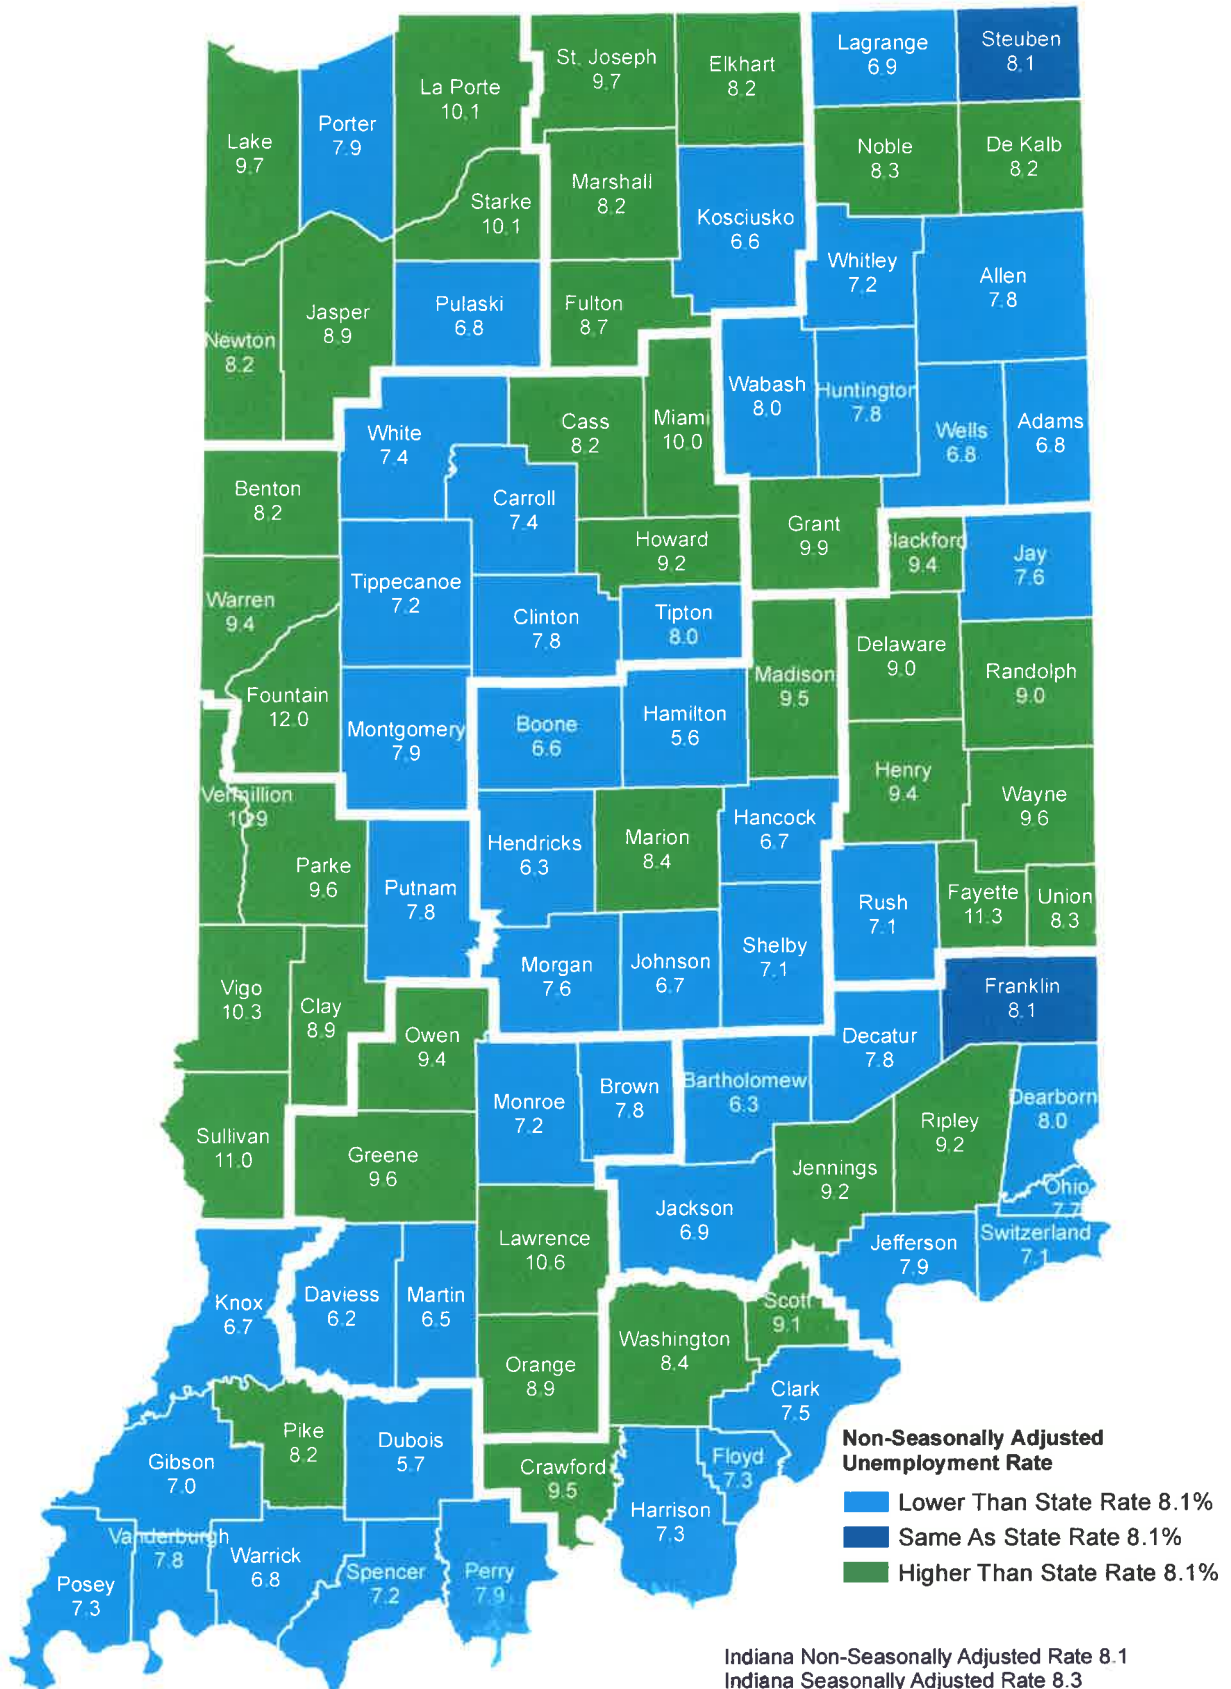 Lagrange
6.9
Steuben
8.1
St. Joseph
9.7
Elkhart
8.2
La Porte
10.1
Porter
7.9
Lake
9.7
Noble
8.3
De Kalb
8.2
Marshall
8.2
Starke
10.1
Kosciusko
6.6
Whitley
7.2
Allen
7.8
Pulaski
6.8
Fulton
8.7
Jasper
8.9
Newton
8.2
Wabash
8.0
Huntington
7.8
Wells
6.8
Adams
6.8
White
7.4
Cass
8.2
Miami
10.0
Benton
8.2
Carroll
7.4
Howard
9.2
Grant
9.9
Blackford
9.4
Jay
7.6
Warren
9.4
Tippecanoe
7.2
Clinton
7.8
Tipton
8.0
Delaware
9.0
Randolph
9.0
Madison
9.5
Fountain
12.0
Montgomery
7.9
Boone
6.6
Hamilton
5.6
Henry
9.4
Wayne
9.6
Vermillion
10.9
Hendricks
6.3
Marion
8.4
Hancock
6.7
Parke
9.6
Putnam
7.8
Rush
7.1
Fayette
11.3
Union
8.3
Morgan
7.6
Johnson
6.7
Shelby
7.1
Vigo
10.3
Clay
8.9
Owen
9.4
Franklin
8.1
Decatur
7.8
Monroe
7.2
Brown
7.8
Bartholomew
6.3
Dearborn
8.0
Ripley
9.2
Sullivan
11.0
Greene
9.6
Jennings
9.2
Ohio
7.7
Jackson
6.9
Lawrence
10.6
Jefferson
7.9
Switzerland
7.1
Knox
6.7
Daviess
6.2
Martin
6.5
Scott
9.1
Washington
8.4
Orange
8.9
Clark
7.5
Pike
8.2
Dubois
5.7
Gibson
7.0
Crawford
9.5
Floyd
7.3
Harrison
7.3
Vanderburgh
7.8
Warrick
6.8
Spencer
7.2
Perry
7.9
Posey
7.3
Non-Seasonally Adjusted
Unemployment Rate
Lower Than State Rate 8.1%
Same As State Rate 8.1%
Higher Than State Rate 8.1%
Indiana Non-Seasonally Adjusted Rate 8.1
Indiana Seasonally Adjusted Rate 8.3